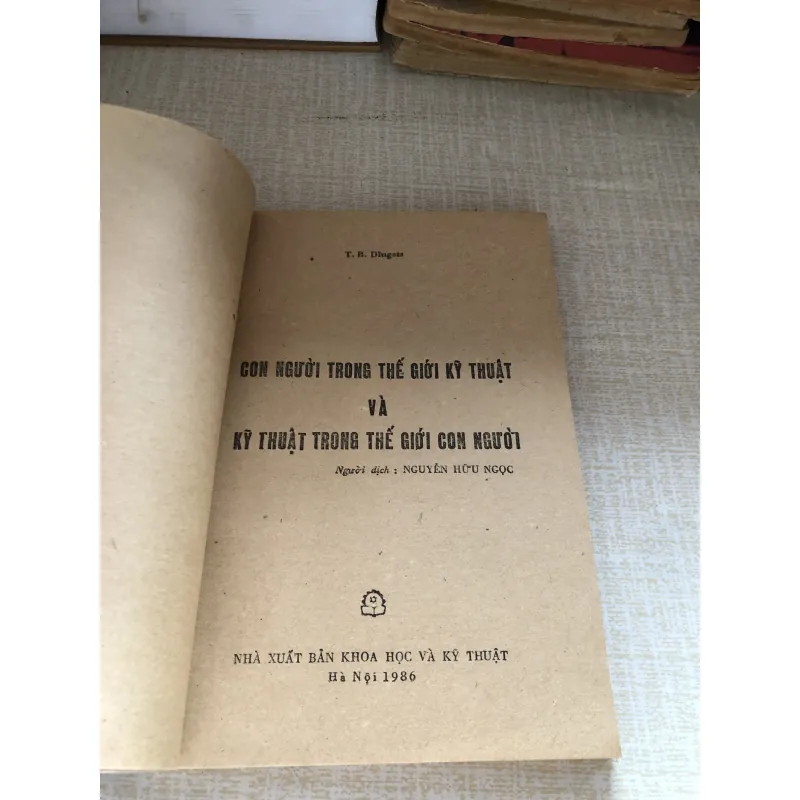 T. B. Dlugats
CON NGƯỜI TRONG THẾ GIỚI KỸ THUẬT
VÀ
KỸ THUẬT TRONG THẾ GIỚI CON NGƯỜI
Người dịch : NGUYỄN HỮU NGỌC
NHÀ XUẤT BẢN KHOA HỌC VÀ KỸ THUẬT
Hà Nội 1986